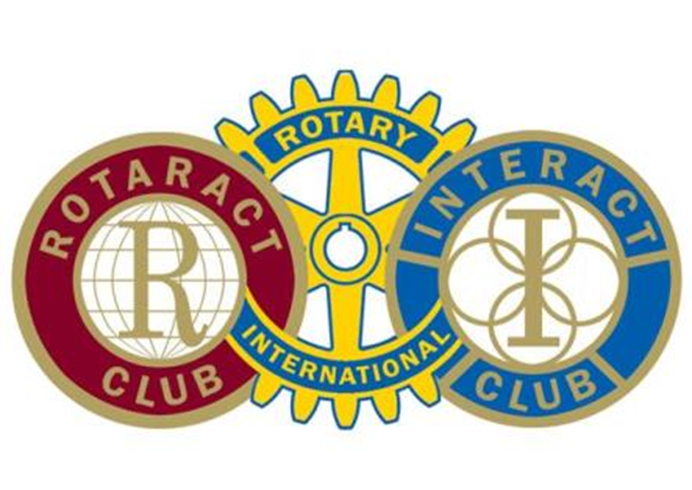 ROTARACT
R
CLUB
ROTARY
INTERNATIONAL
INTERACT
I
CLUB